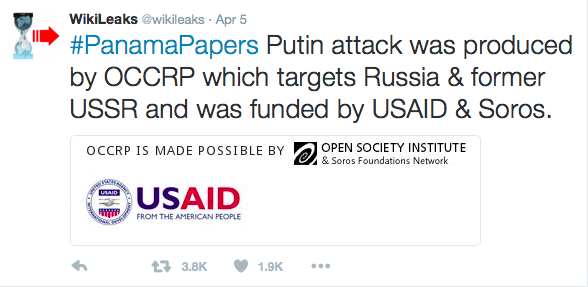 WikiLeaks @wikileaks · Apr 5
#PanamaPapers Putin attack was produced
by OCCRP which targets Russia & former
USSR and was funded by USAID & Soros.
OCCRP IS MADE POSSIBLE BY OPEN SOCIETY INSTITUTE
& Soros Foundations Network
USAID
USAID
FROM THE AMERICAN PEOPLE
3.8K 1.9K